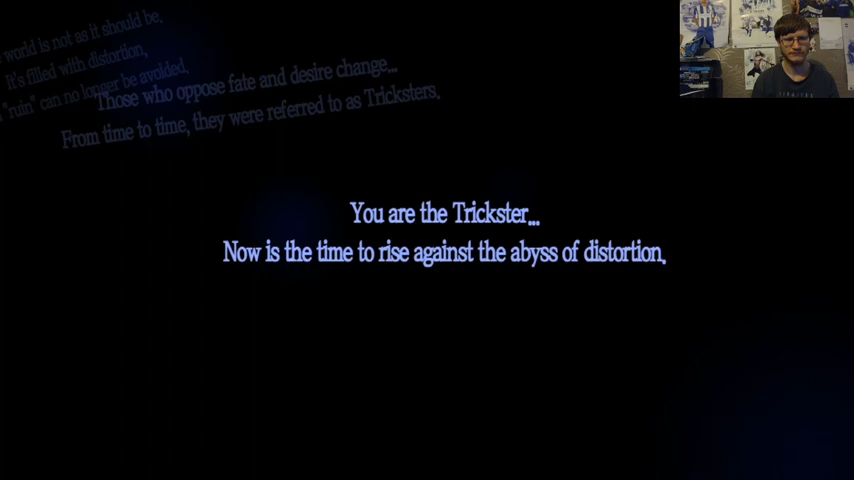 world is not as it should be,
It's filled with distortion,
"ruin" can no longer be avoided,
Those who oppose fate and desire change...
From time to time, they were referred to as Tricksters,
You are the Trickster...
Now is the time to rise against the abyss of distortion,